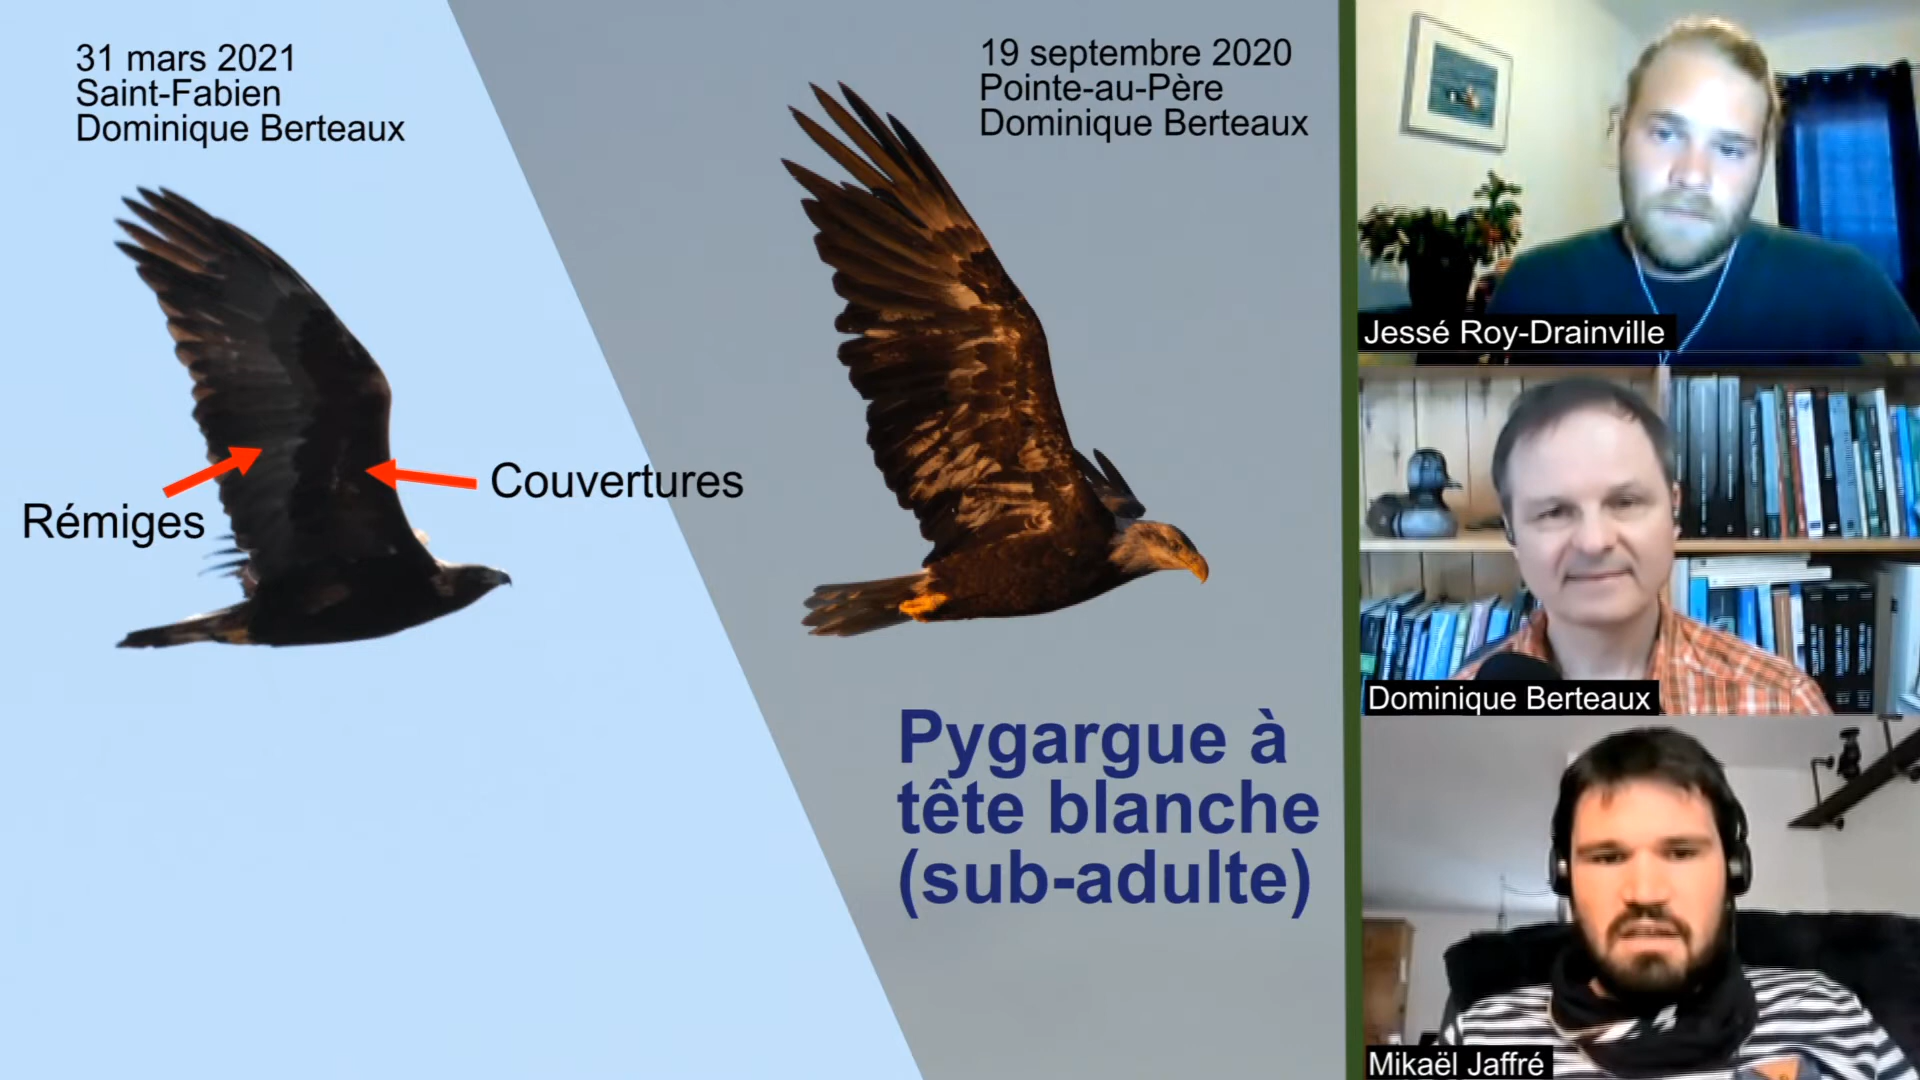 31 mars 2021
Saint-Fabien
Dominique Berteaux
19 septembre 2020
Pointe-au-Père
Dominique Berteaux
Rémiges
Couvertures
Pygargue à
tête blanche
(sub-adulte)
Jessé Roy-Drainville
Dominique Berteaux
Mikaël Jaffré